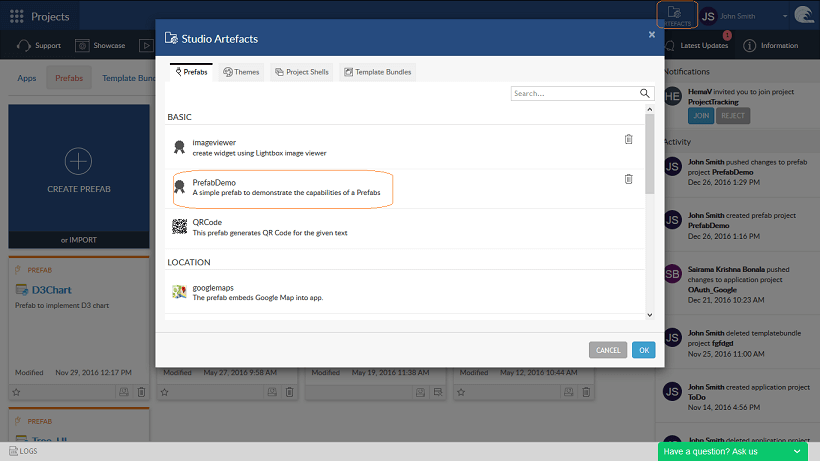 Projects
ARTEFACTS
JS John Smith
Support
Showcase
Latest Updates
1
Information
Apps
Prefabs
Template Bund
CREATE PREFAB
or IMPORT
PREFAB
D3Chart
Prefab to implement D3 chart
Modified Nov 29, 2016 12:17 PM
Modified May 27, 2016 9:58 AM
Modified May 19, 2016 11:38 AM
Modified May 12, 2016 10:44 AM
PREFAB
Tree_UI
Studio Artefacts
×
Prefabs
Themes
Project Shells
Template Bundles
Search...
BASIC
imageviewer
create widget using Lightbox image viewer
PrefabDemo
A simple prefab to demonstrate the capabilities of a Prefabs
QRCode
This prefab generates QR Code for the given text
LOCATION
googlemaps
The prefab embeds Google Map into app.
CANCEL
OK
Notifications
HE
HemaV invited you to join project
ProjectTracking
JOIN
REJECT
Activity
JS
John Smith pushed changes to prefab
project PrefabDemo
Dec 26, 2016 1:29 PM
JS
John Smith created prefab project
PrefabDemo
Dec 26, 2016 1:16 PM
SB
Sairama Krishna Bonala pushed
changes to application project
OAuth_Google
Dec 21, 2016 10:23 AM
JS
John Smith deleted templatebundle
project fgfdgd
Nov 25, 2016 11:00 AM
JS
John Smith created application project
ToDo
Nov 14, 2016 4:56 PM
JS
John Smith deleted application
LOGS
Have a question? Ask us